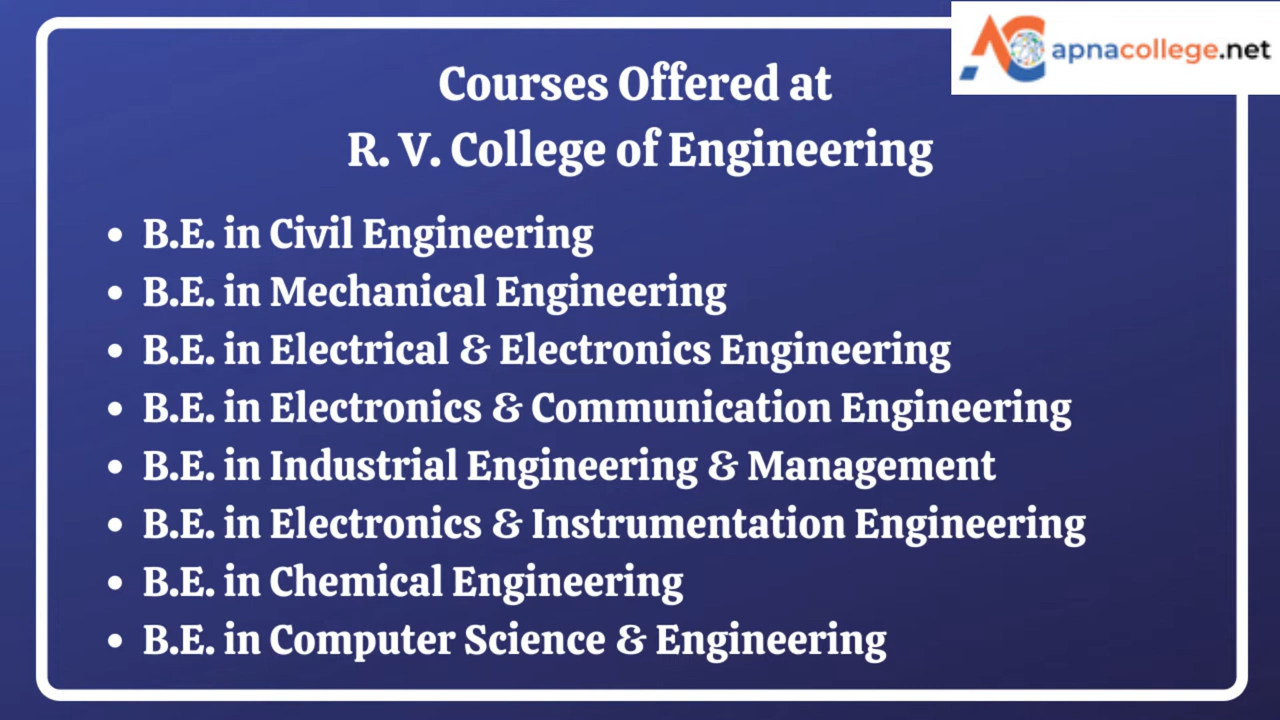 apnacollege.net
Courses Offered at
R. V. College of Engineering
• B.E. in Civil Engineering
• B.E. in Mechanical Engineering
• B.E. in Electrical & Electronics Engineering
• B.E. in Electronics & Communication Engineering
• B.E. in Industrial Engineering & Management
• B.E. in Electronics & Instrumentation Engineering
• B.E. in Chemical Engineering
• B.E. in Computer Science & Engineering